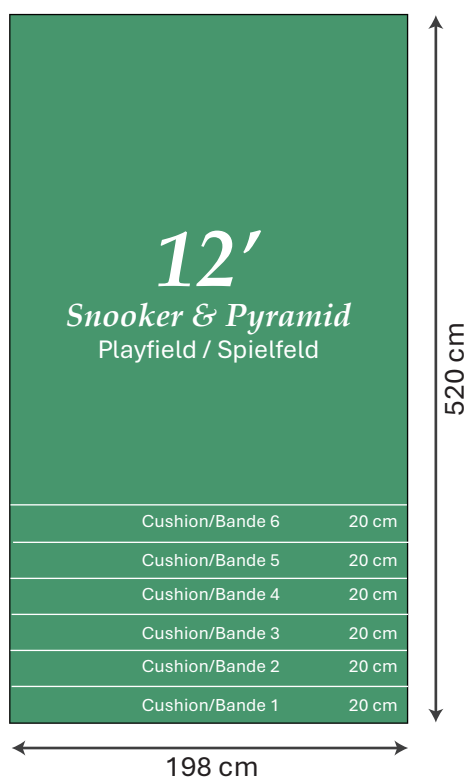 12′
Snooker & Pyramid
Playfield / Spielfeld
520 cm
Cushion/Bande 6 20 cm
Cushion/Bande 5 20 cm
Cushion/Bande 4 20 cm
Cushion/Bande 3 20 cm
Cushion/Bande 2 20 cm
Cushion/Bande 1 20 cm
198 cm